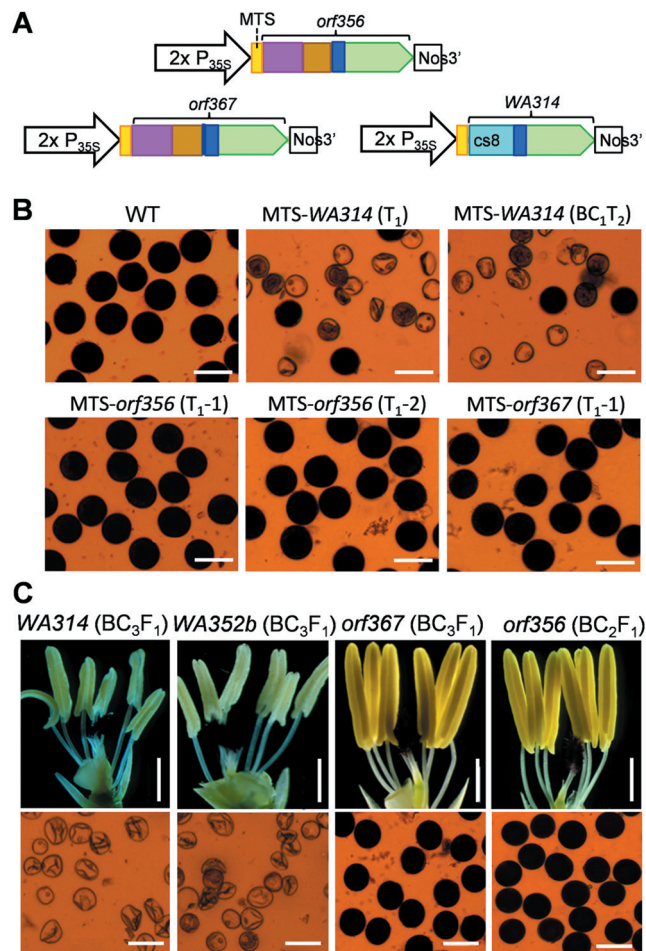 A
MTS orf356
2x P35S Nos3'
orf367 WA314
2x P35S Nos3' 2x P35S cs8 Nos3'
B
WT MTS-WA314 (T1) MTS-WA314 (BC1T2)
MTS-orf356 (T1-1) MTS-orf356 (T1-2) MTS-orf367 (T1-1)
C
WA314 (BC3F1) WA352b (BC3F1) orf367 (BC3F1) orf356 (BC2F1)